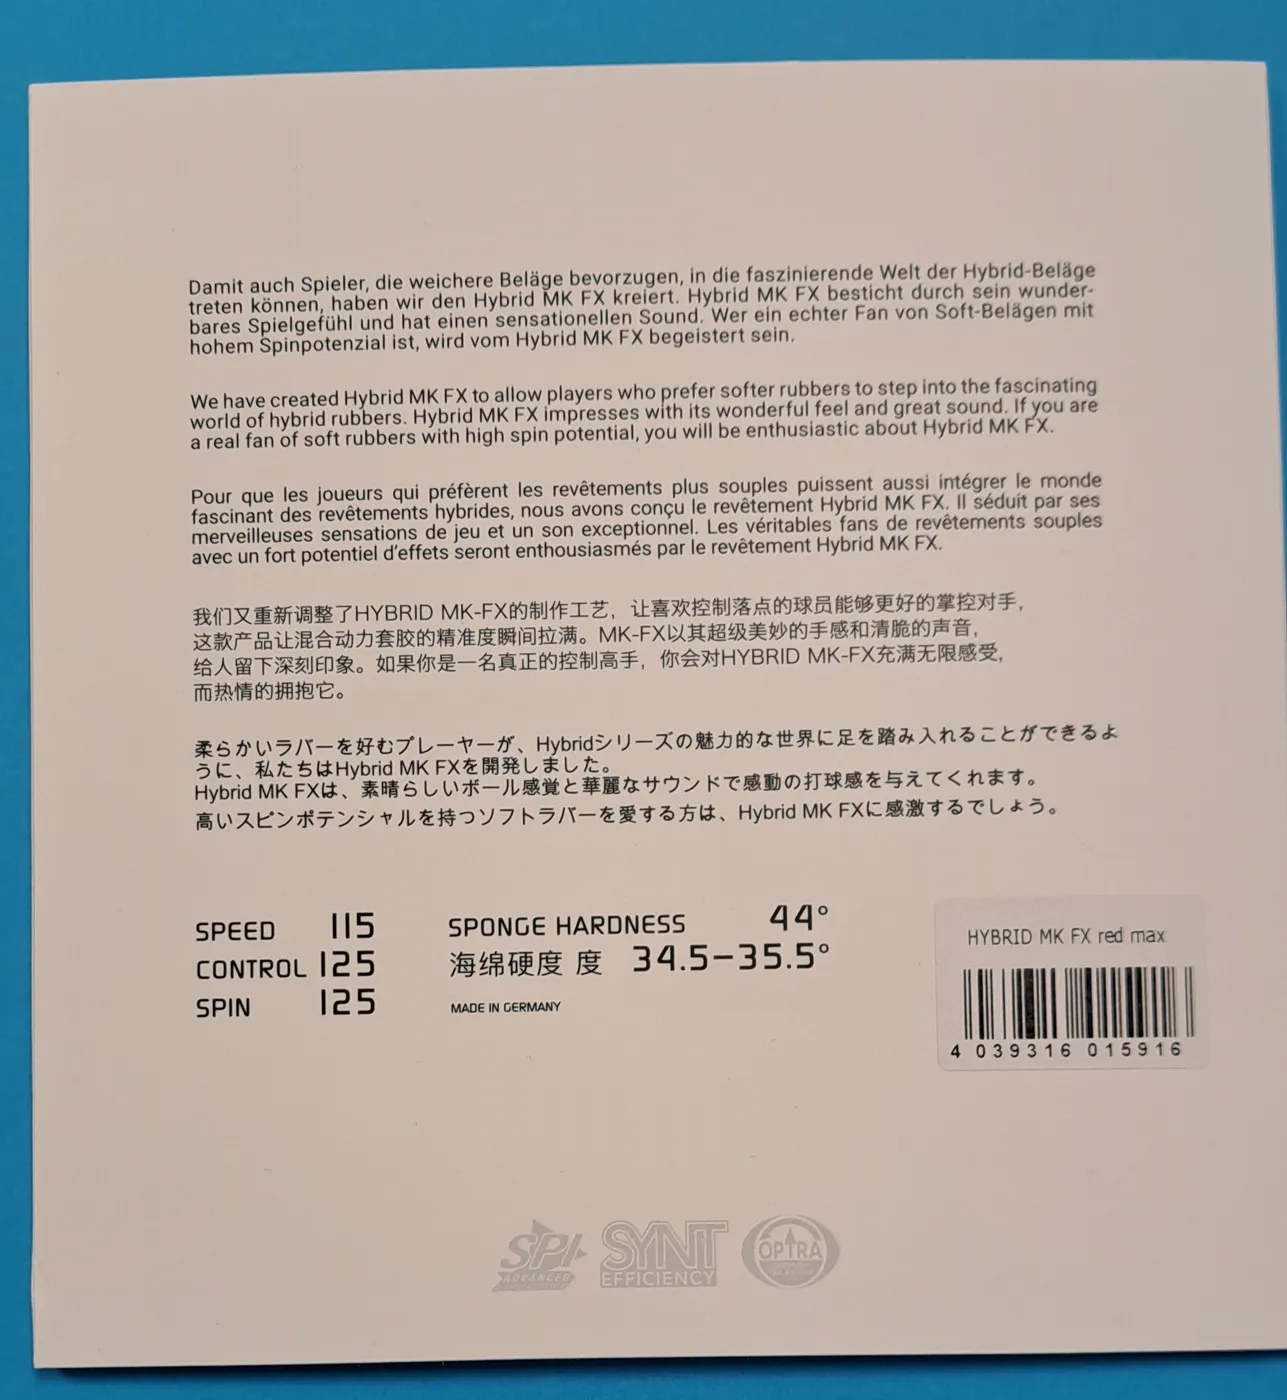 Damit auch Spieler, die weichere Beläge bevorzugen, in die faszinierende Welt der Hybrid-Beläge
treten können, haben wir den Hybrid MK FX kreiert. Hybrid MK FX besticht durch sein wunder-
bares Spielgefühl und hat einen sensationellen Sound. Wer ein echter Fan von Soft-Belägen mit
hohem Spinpotenzial ist, wird vom Hybrid MK FX begeistert sein.
We have created Hybrid MK FX to allow players who prefer softer rubbers to step into the fascinating
world of hybrid rubbers. Hybrid MK FX impresses with its wonderful feel and great sound. If you are
a real fan of soft rubbers with high spin potential, you will be enthusiastic about Hybrid MK FX.
Pour que les joueurs qui préfèrent les revêtements plus souples puissent aussi intégrer le monde
fascinant des revêtements hybrides, nous avons conçu le revêtement Hybrid MK FX. Il séduit par ses
merveilleuses sensations de jeu et un son exceptionnel. Les véritables fans de revêtements souples
avec un fort potentiel d'effets seront enthousiasmés par le revêtement Hybrid MK FX.
我们又重新调整了HYBRID MK-FX的制作工艺，让喜欢控制落点的球员能够更好的掌控对手，
这款产品让混合动力套胶的精准度瞬间拉满。MK-FX以其超级美妙的手感和清脆的声音，
给人留下深刻印象。如果你是一名真正的控制高手，你会对HYBRID MK-FX充满无限感受，
而热情的拥抱它。
柔らかいラバーを好むプレーヤーが、Hybridシリーズの魅力的な世界に足を踏み入れることができるよ
うに、私たちはHybrid MK FXを開発しました。
Hybrid MK FXは、素晴らしいボール感覚と華麗なサウンドで感動の打球感を与えてくれます。
高いスピンポテンシャルを持つソフトラバーを愛する方は、Hybrid MK FXに感激するでしょう。
SPEED 115
CONTROL 125
SPIN 125
SPONGE HARDNESS 44°
海绵硬度 度 34.5-35.5°
MADE IN GERMANY
HYBRID MK FX red max
4 039316 015916
SPIN
ADVANCED
SYNT
EFFICIENCY
OPTRA